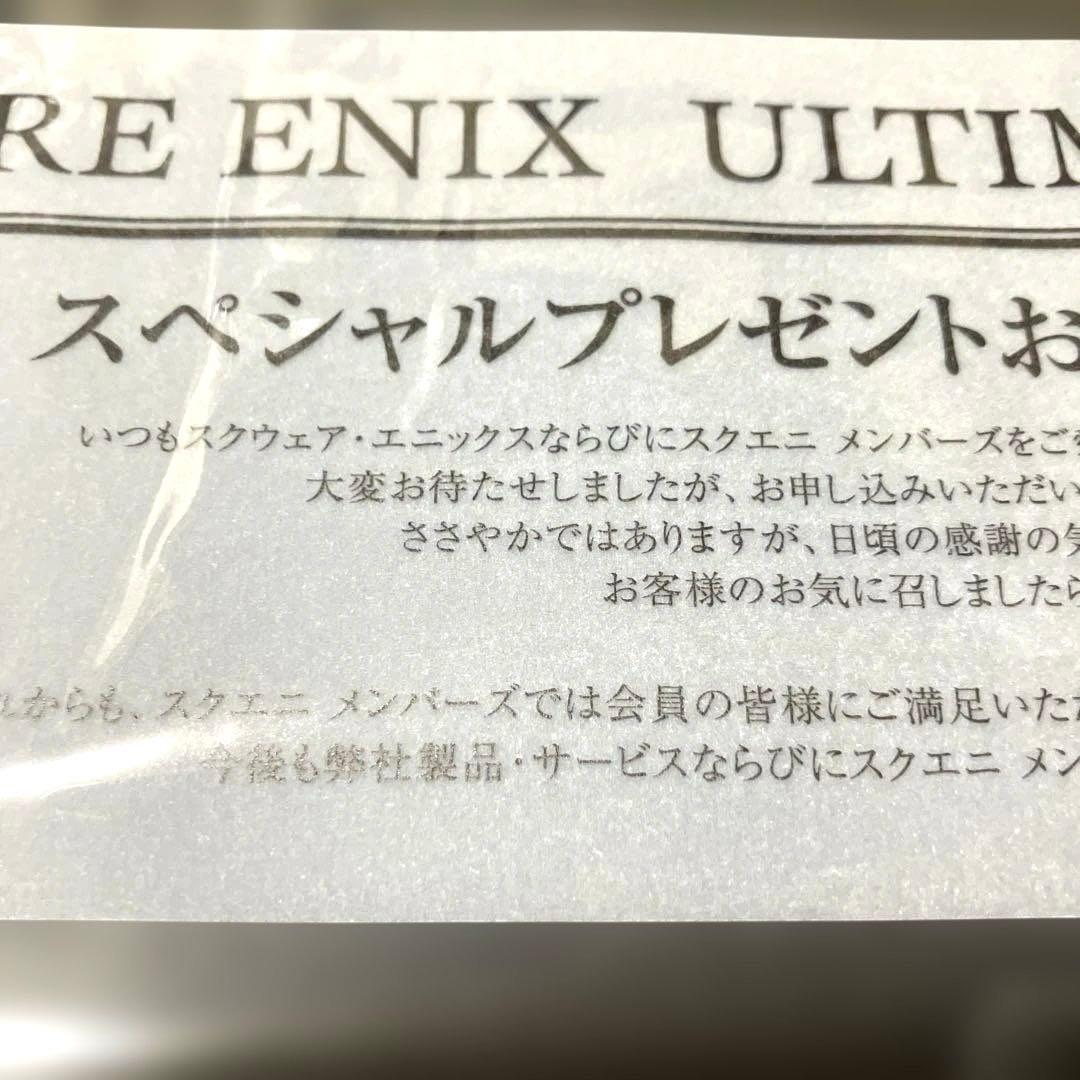 RE ENIX ULTIM
スペシャルプレゼントお
いつもスクウェア・エニックスならびにスクエニ メンバーズをご
大変お待たせしましたが、お申し込みいただい
ささやかではありますが、日頃の感謝の気
お客様のお気に召しましたら
からも、スクエニ メンバーズでは会員の皆様にご満足いただ
今後も弊社製品・サービスならびにスクエニ メン